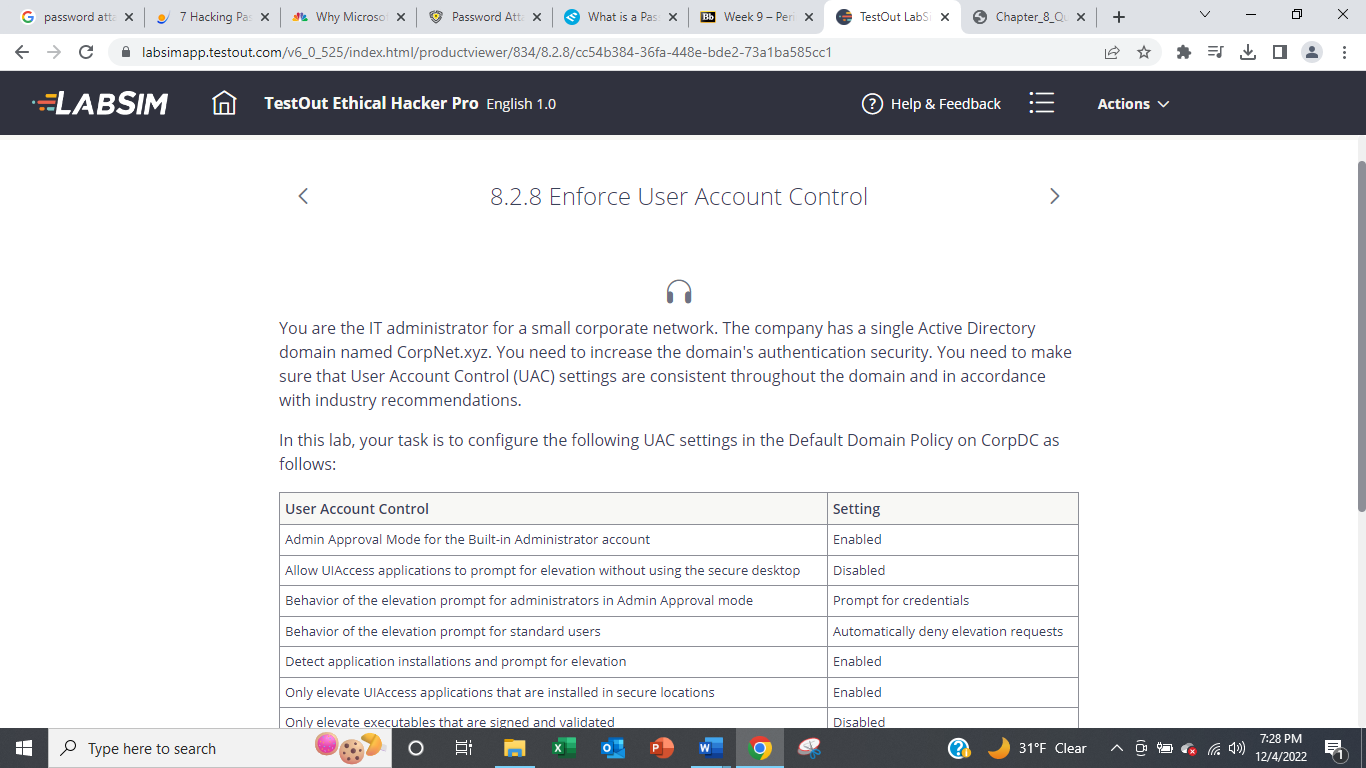 password atta
7 Hacking Pas
Why Microsof
Password Atta
What is a Pas
Week 9 – Peri
TestOut LabS
Chapter_8_Qu
labsimapp.testout.com/v6_0_525/index.html/productviewer/834/8.2.8/cc54b384-36fa-448e-bde2-73a1ba585cc1
LABSIM
TestOut Ethical Hacker Pro English 1.0
Help & Feedback
Actions
8.2.8 Enforce User Account Control
You are the IT administrator for a small corporate network. The company has a single Active Directory
domain named CorpNet.xyz. You need to increase the domain's authentication security. You need to make
sure that User Account Control (UAC) settings are consistent throughout the domain and in accordance
with industry recommendations.
In this lab, your task is to configure the following UAC settings in the Default Domain Policy on CorpDC as
follows:
User Account Control Setting
Admin Approval Mode for the Built-in Administrator account Enabled
Allow UIAccess applications to prompt for elevation without using the secure desktop Disabled
Behavior of the elevation prompt for administrators in Admin Approval mode Prompt for credentials
Behavior of the elevation prompt for standard users Automatically deny elevation requests
Detect application installations and prompt for elevation Enabled
Only elevate UIAccess applications that are installed in secure locations Enabled
Only elevate executables that are signed and validated Disabled
Type here to search
31°F Clear
7:28 PM
12/4/2022
1